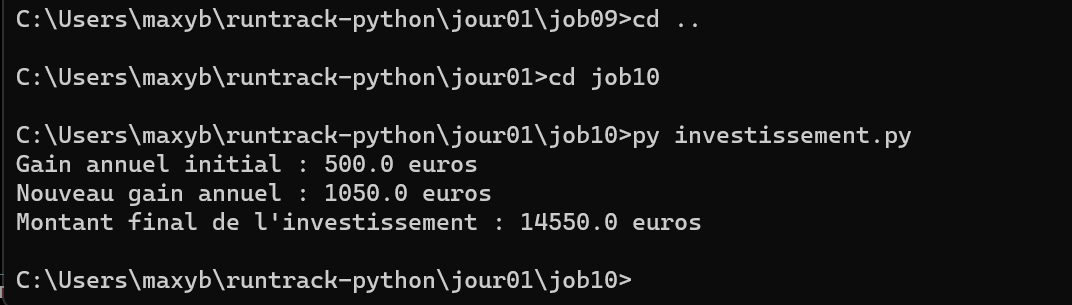 C:\Users\maxyb\runtrack-python\jour01\job09>cd ..
C:\Users\maxyb\runtrack-python\jour01>cd job10
C:\Users\maxyb\runtrack-python\jour01\job10>py investissement.py
Gain annuel initial : 500.0 euros
Nouveau gain annuel : 1050.0 euros
Montant final de l'investissement : 14550.0 euros
C:\Users\maxyb\runtrack-python\jour01\job10>